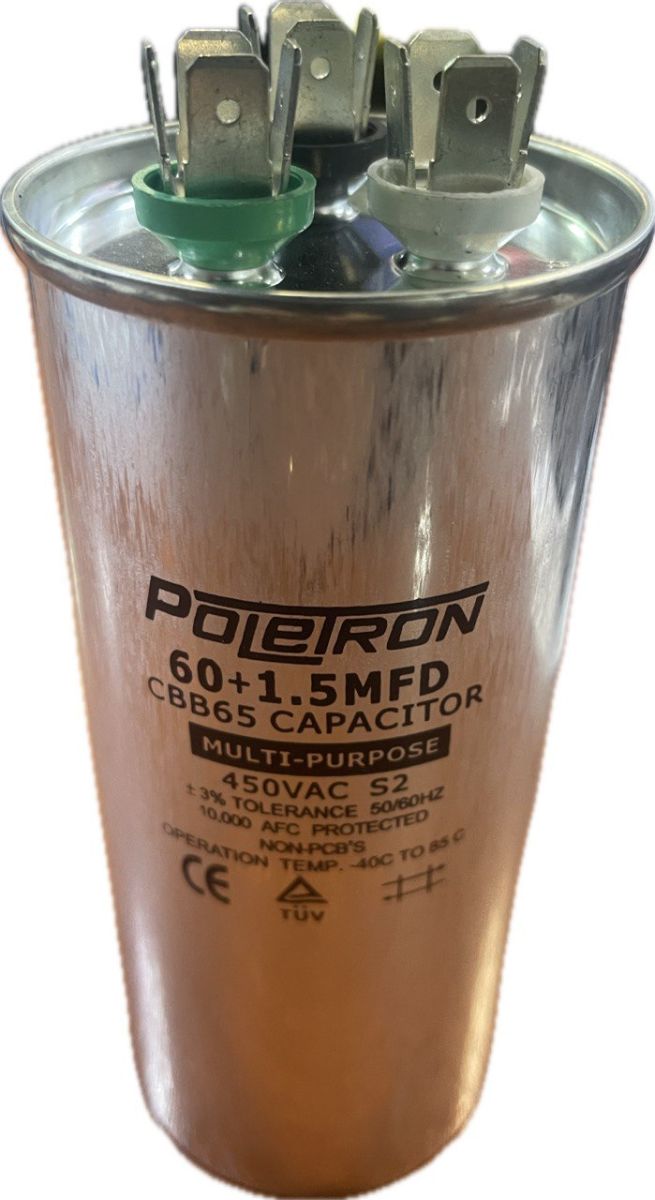 POLETRON
60+1.5MFD
CBB65 CAPACITOR
MULTI-PURPOSE
450VAC S2
±3% TOLERANCE 50/60HZ
10,000 AFC PROTECTED
NON-PCB'S
OPERATION TEMP. -40C TO 85 C
CE
TÜV